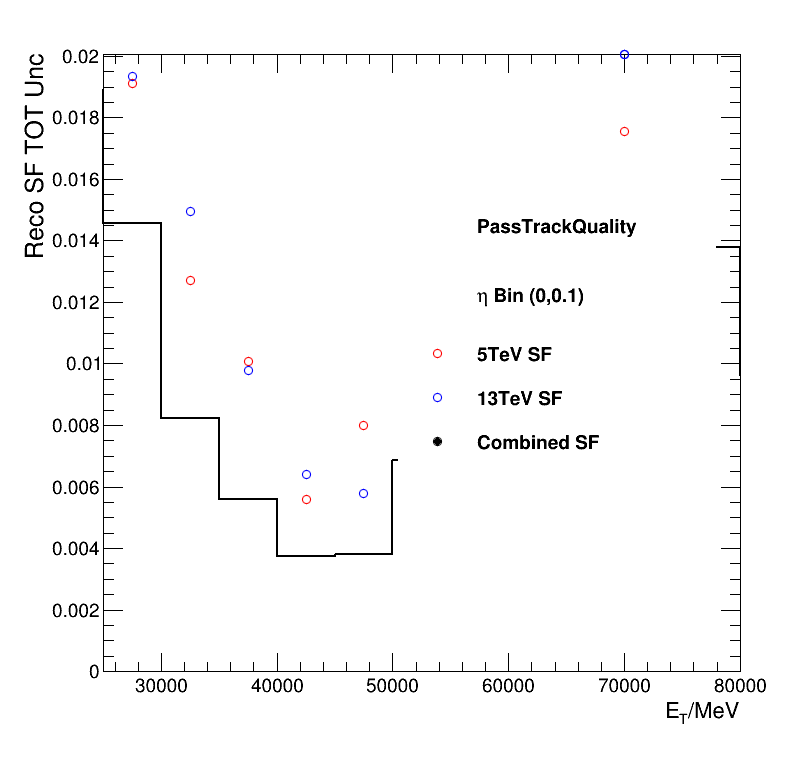 Reco SF TOT Unc
0.02
0.018
0.016
0.014
0.012
0.01
0.008
0.006
0.004
0.002
0
PassTrackQuality
η Bin (0,0.1)
5TeV SF
13TeV SF
Combined SF
30000 40000 50000 60000 70000 80000
E_T/MeV